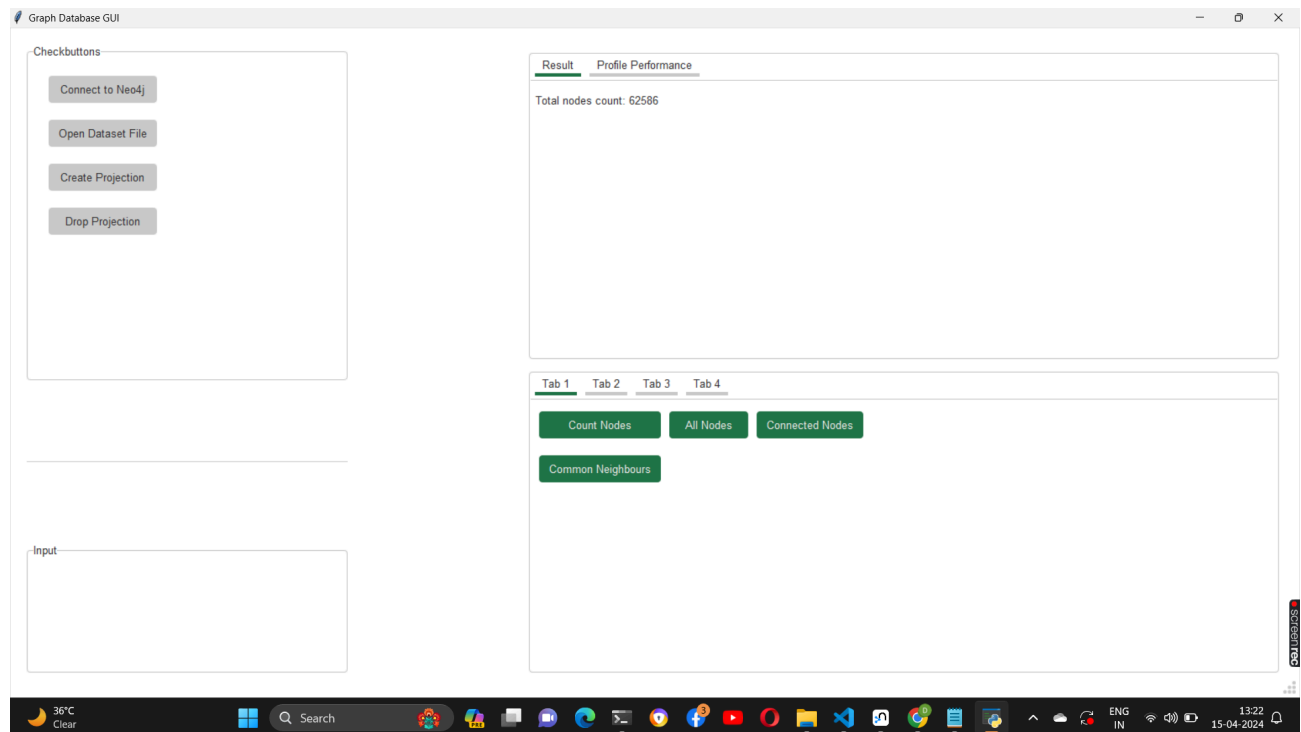 Graph Database GUI
Checkbuttons
Connect to Neo4j
Open Dataset File
Create Projection
Drop Projection
Input
Result Profile Performance
Total nodes count: 62586
Tab 1 Tab 2 Tab 3 Tab 4
Count Nodes All Nodes Connected Nodes
Common Neighbours
screenrec
36°C
Clear
Search
PRE
3
D
ENG
IN
13:22
15-04-2024